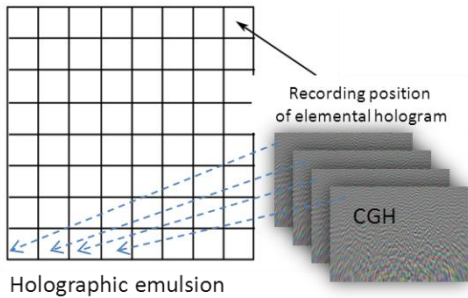 Recording position
of elemental hologram
CGH
Holographic emulsion